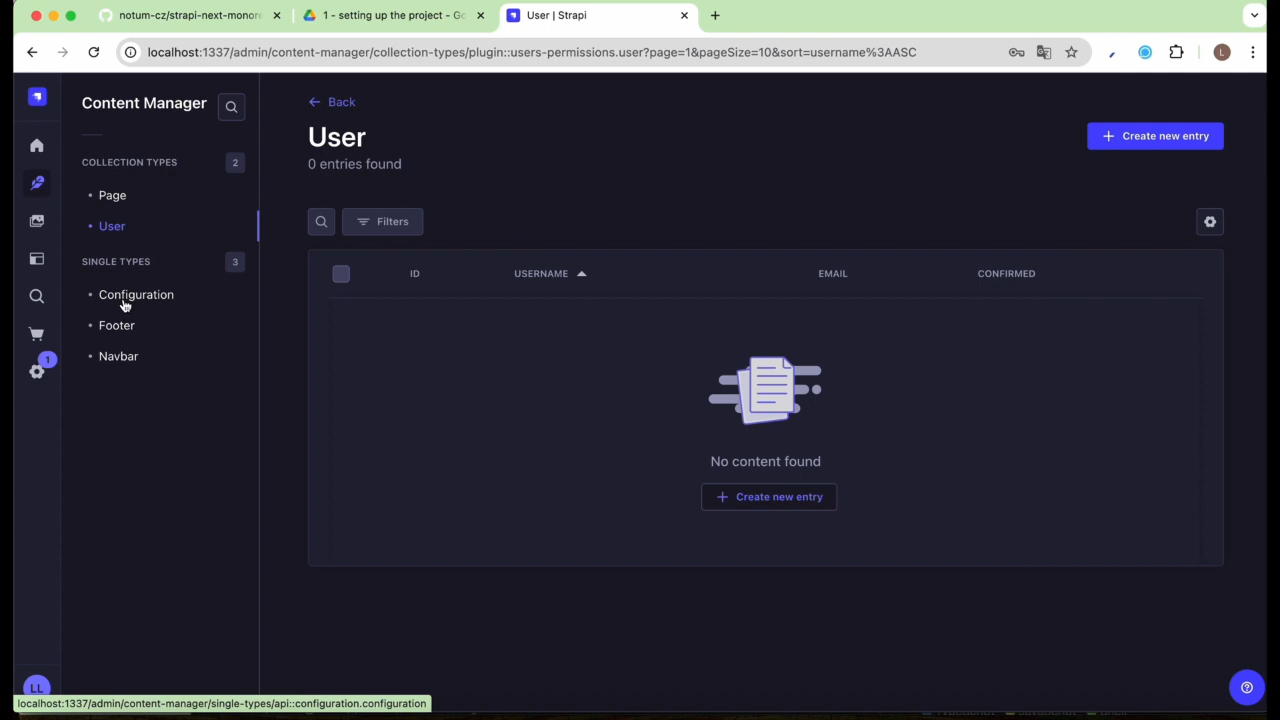 notum-cz/strapi-next-monore
1 - setting up the project - Go
User | Strapi
localhost:1337/admin/content-manager/collection-types/plugin::users-permissions.user?page=1&pageSize=10&sort=username%3AASC
L
Content Manager
COLLECTION TYPES 2
Page
User
SINGLE TYPES 3
Configuration
Footer
Navbar
1
LL
Back
User
0 entries found
Create new entry
Filters
ID USERNAME EMAIL CONFIRMED
No content found
Create new entry
localhost:1337/admin/content-manager/single-types/api::configuration.configuration